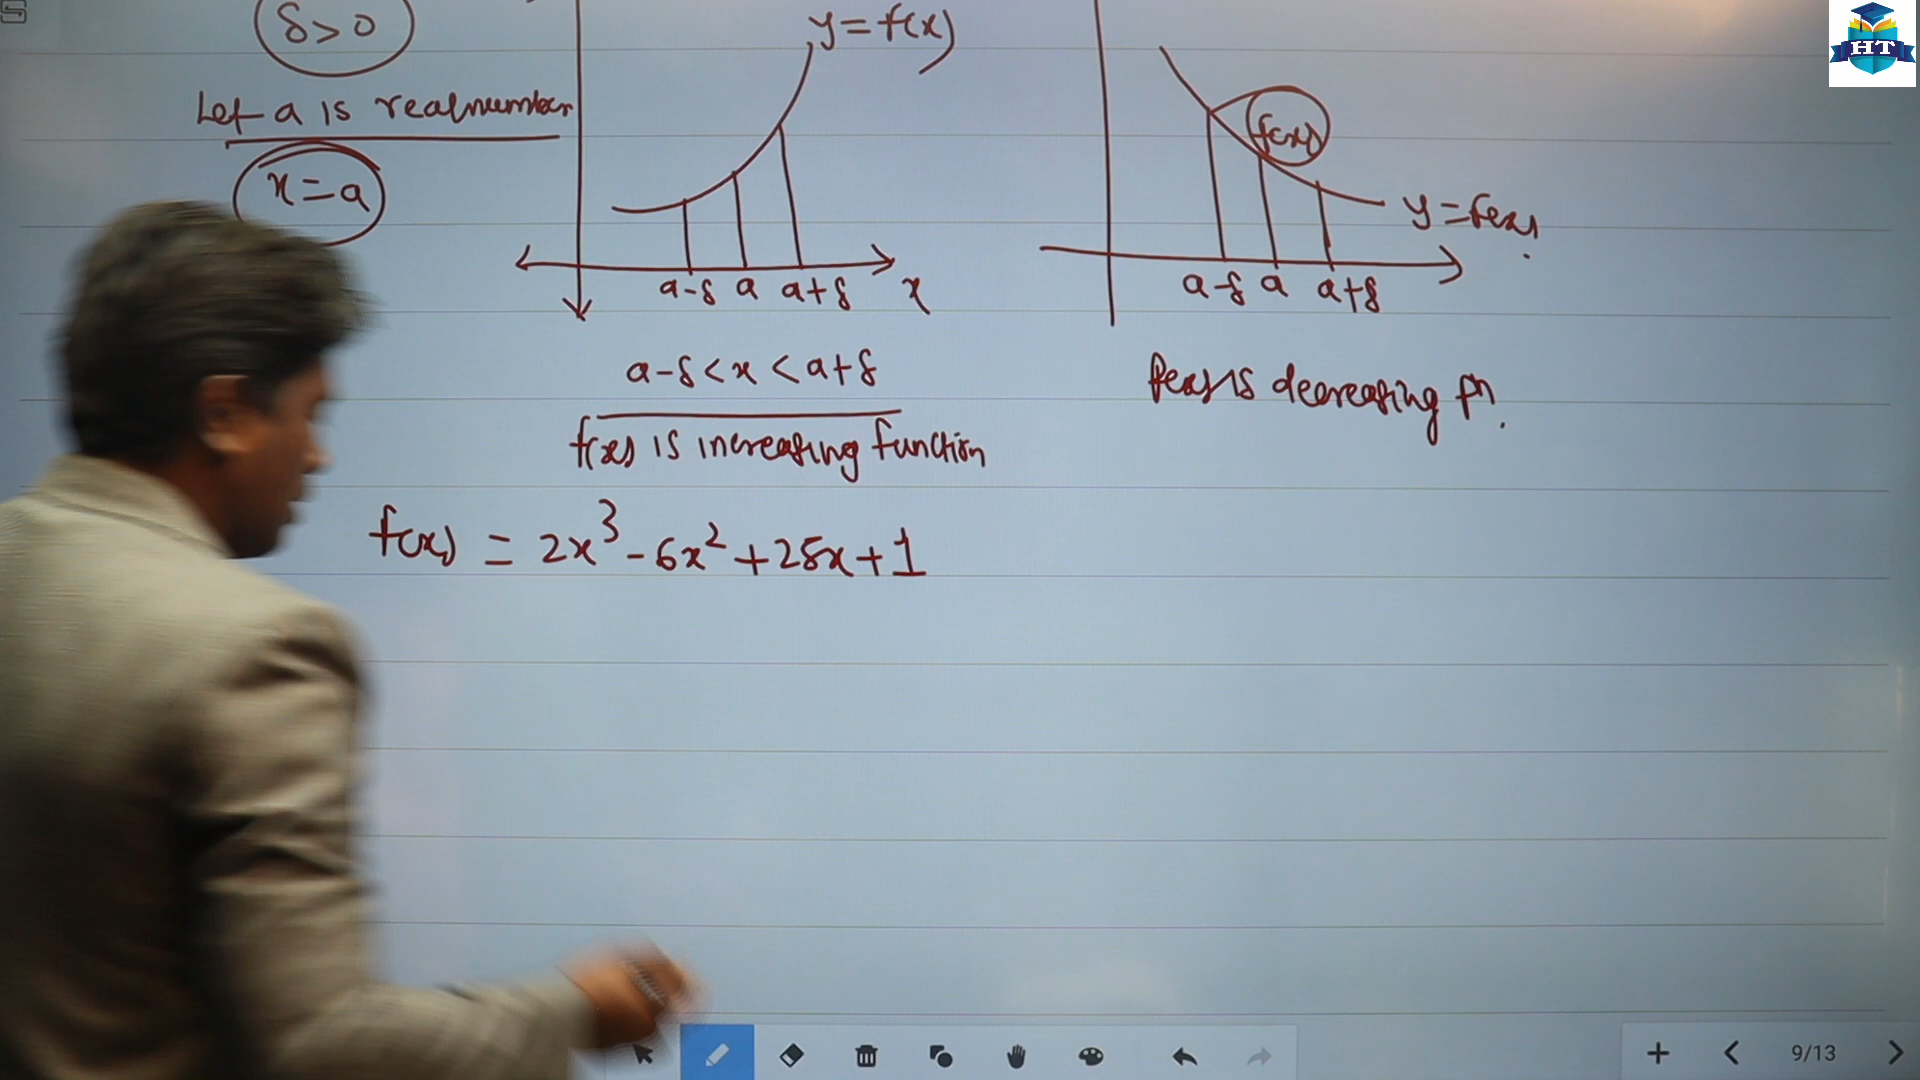 δ>0
y=f(x)
Let a is realnumber
x=a
f(x)
y=f(x)
a-δ a a+δ x
a-δ a a+δ
a-δ<x<a+δ
f(x) is increasing function
f(x) is decreasing fn.
f(x) = 2x³-6x²+25x+1
HT
9/13